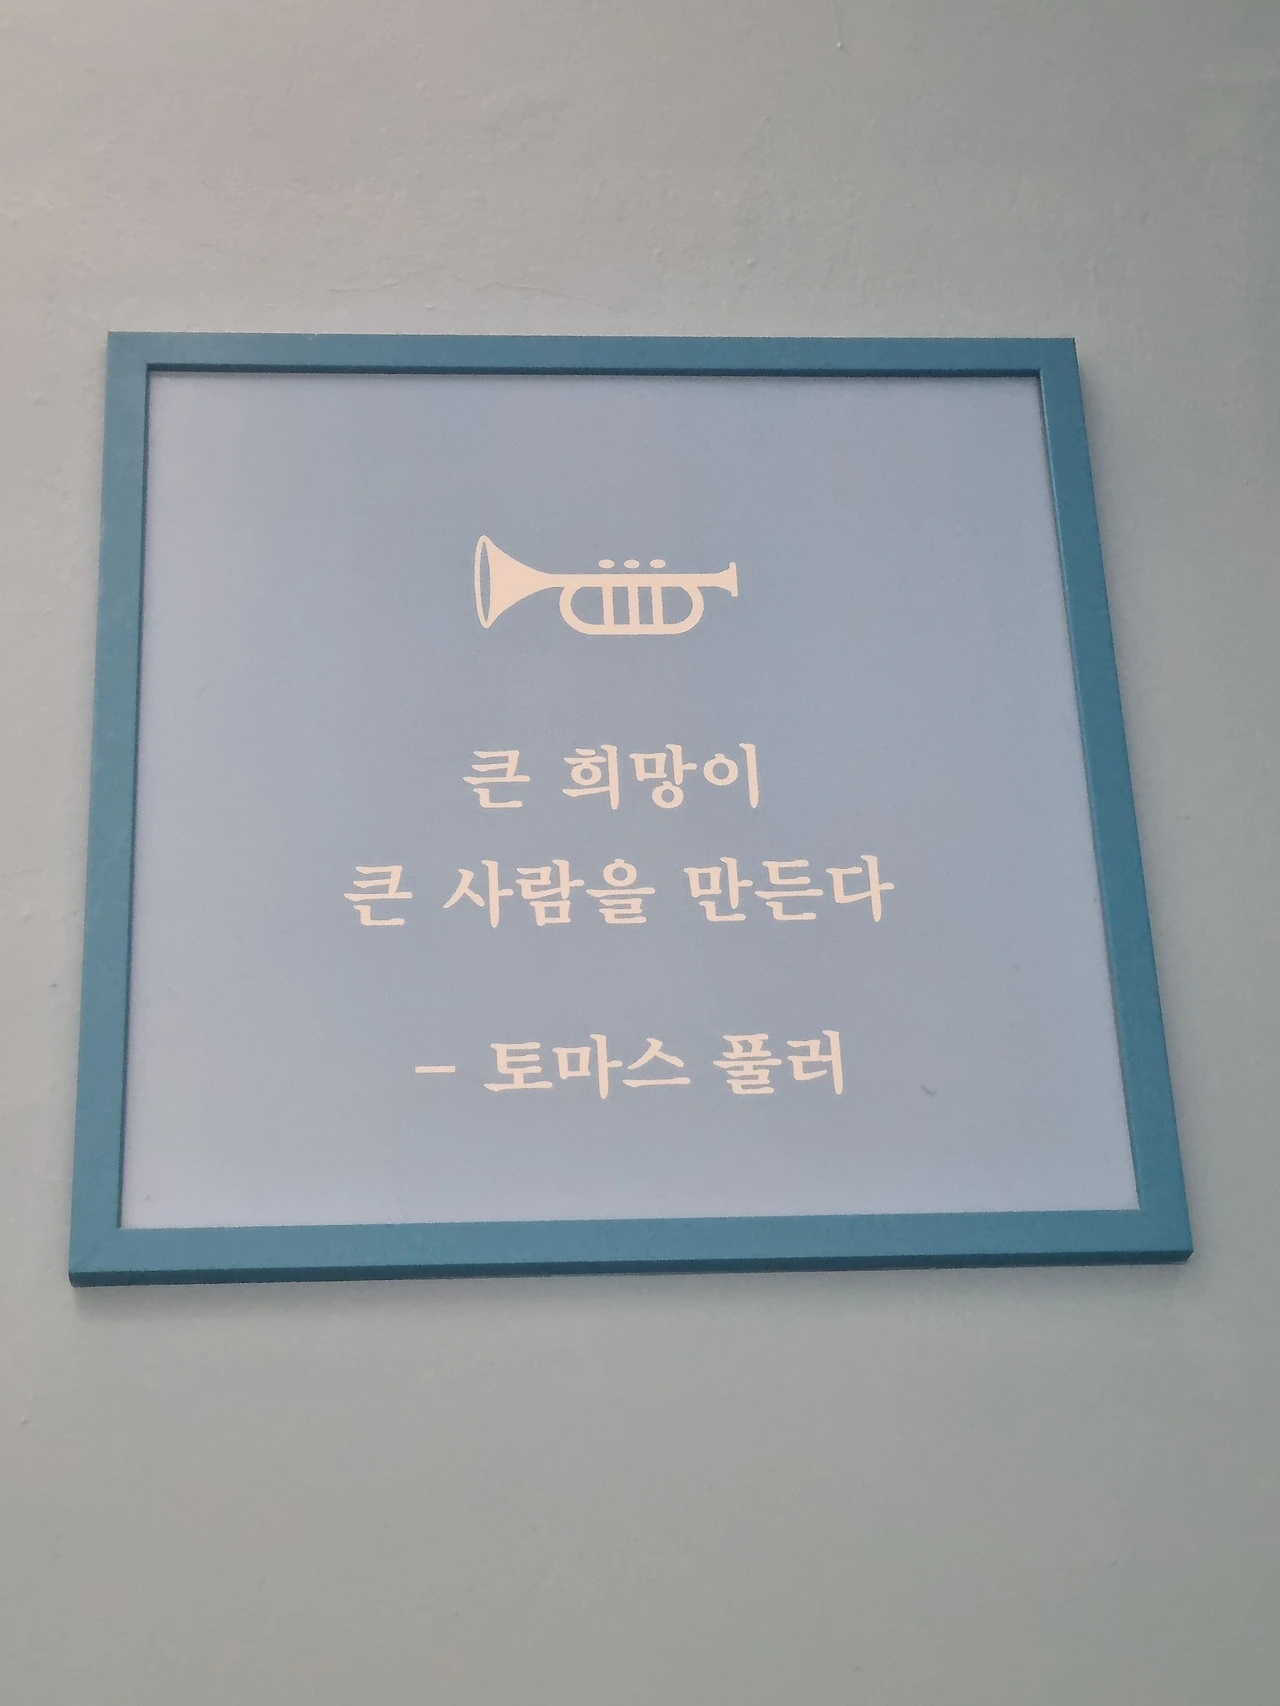 큰 희망이
큰 사람을 만든다
- 토마스 풀러